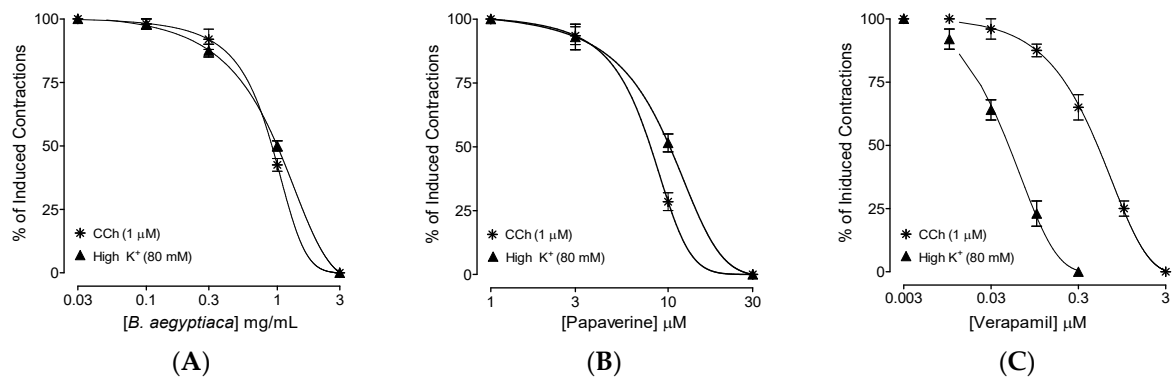 % of Induced Contractions
100
75
50
25
0
CCh (1 µM)
High K⁺ (80 mM)
0.03 0.1 0.3 1 3
[B. aegyptiaca] mg/mL
(A)
% of Induced Contractions
100
75
50
25
0
CCh (1 µM)
High K⁺ (80 mM)
1 3 10 30
[Papaverine] µM
(B)
% of Iniduced Contractions
100
75
50
25
0
CCh (1 µM)
High K⁺ (80 mM)
0.003 0.03 0.3 3
[Verapamil] µM
(C)